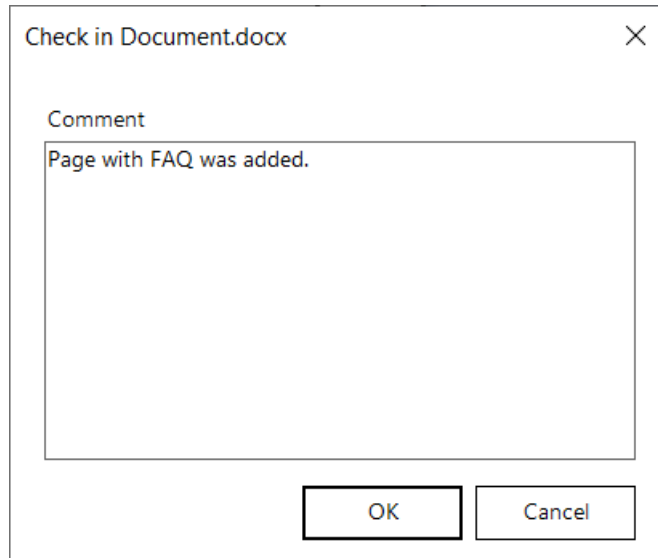 Check in Document.docx
Comment
Page with FAQ was added.
OK
Cancel